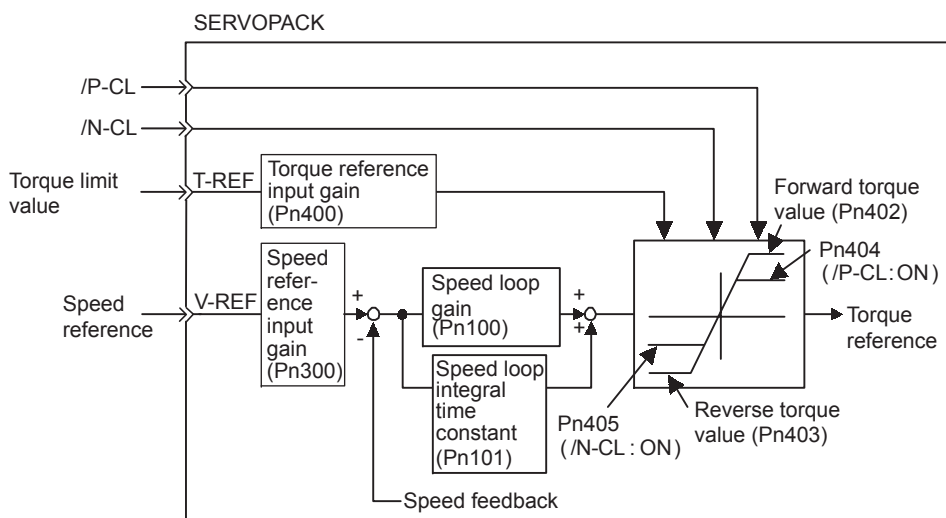 SERVOPACK
/P-CL
/N-CL
Torque limit
value
T-REF
Torque reference
input gain
(Pn400)
Forward torque
value (Pn402)
Pn404
(/P-CL:ON)
Speed
reference
V-REF
Speed
refer-
ence
input
gain
(Pn300)
+
-
Speed loop
gain
(Pn100)
+
+
Torque
reference
Speed loop
integral
time
constant
(Pn101)
Pn405
(/N-CL:ON)
Reverse torque
value (Pn403)
Speed feedback